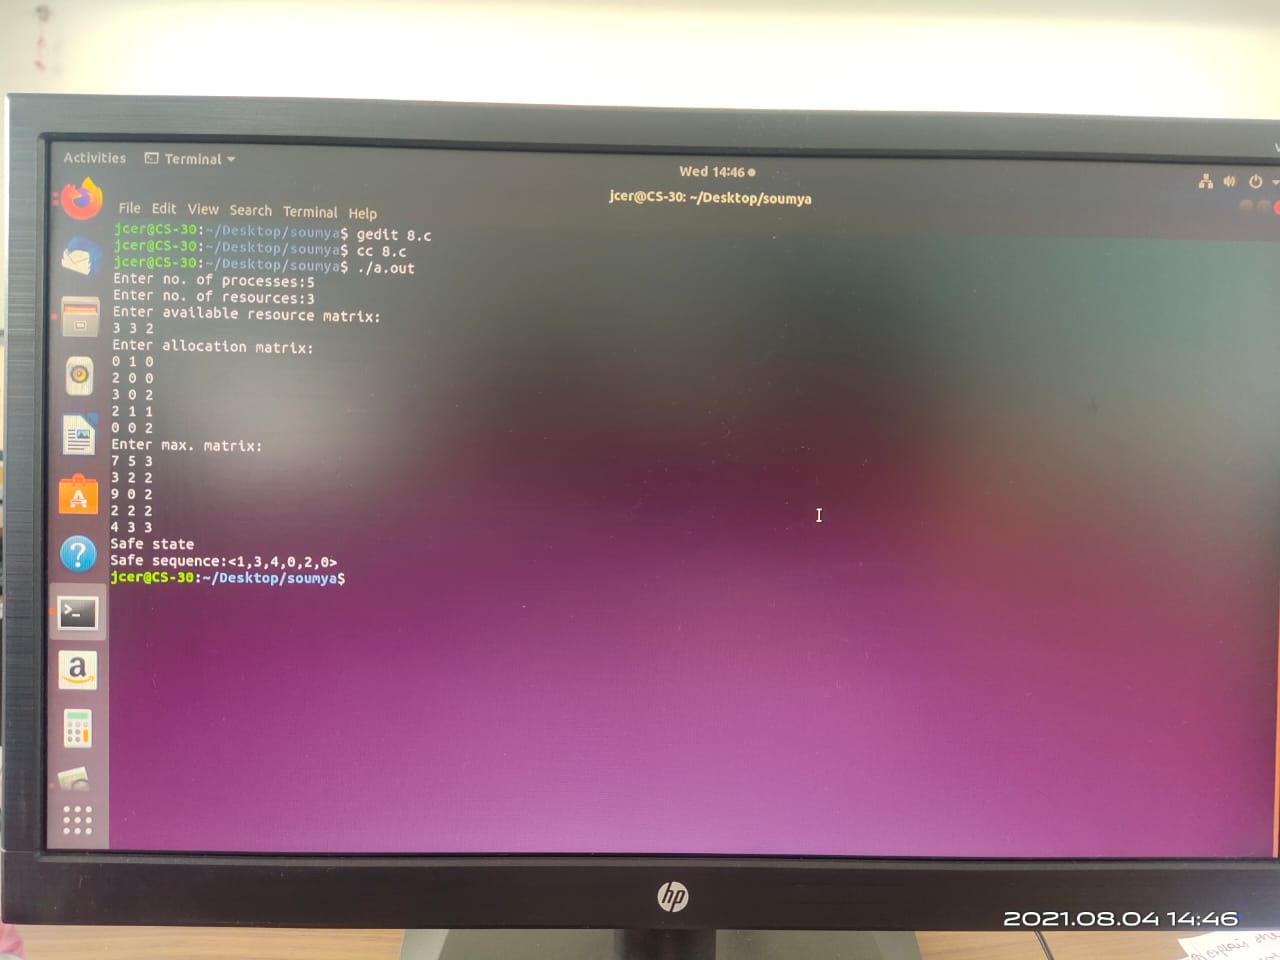 Activities Terminal
Wed 14:46
jcer@CS-30: ~/Desktop/soumya
File Edit View Search Terminal Help
jcer@CS-30:~/Desktop/soumya$ gedit 8.c
jcer@CS-30:~/Desktop/soumya$ cc 8.c
jcer@CS-30:~/Desktop/soumya$ ./a.out
Enter no. of processes:5
Enter no. of resources:3
Enter available resource matrix:
3 3 2
Enter allocation matrix:
0 1 0
2 0 0
3 0 2
2 1 1
0 0 2
Enter max. matrix:
7 5 3
3 2 2
9 0 2
2 2 2
4 3 3
Safe state
Safe sequence:<1,3,4,0,2,0>
jcer@CS-30:~/Desktop/soumya$
hp
2021.08.04 14:46
explain the